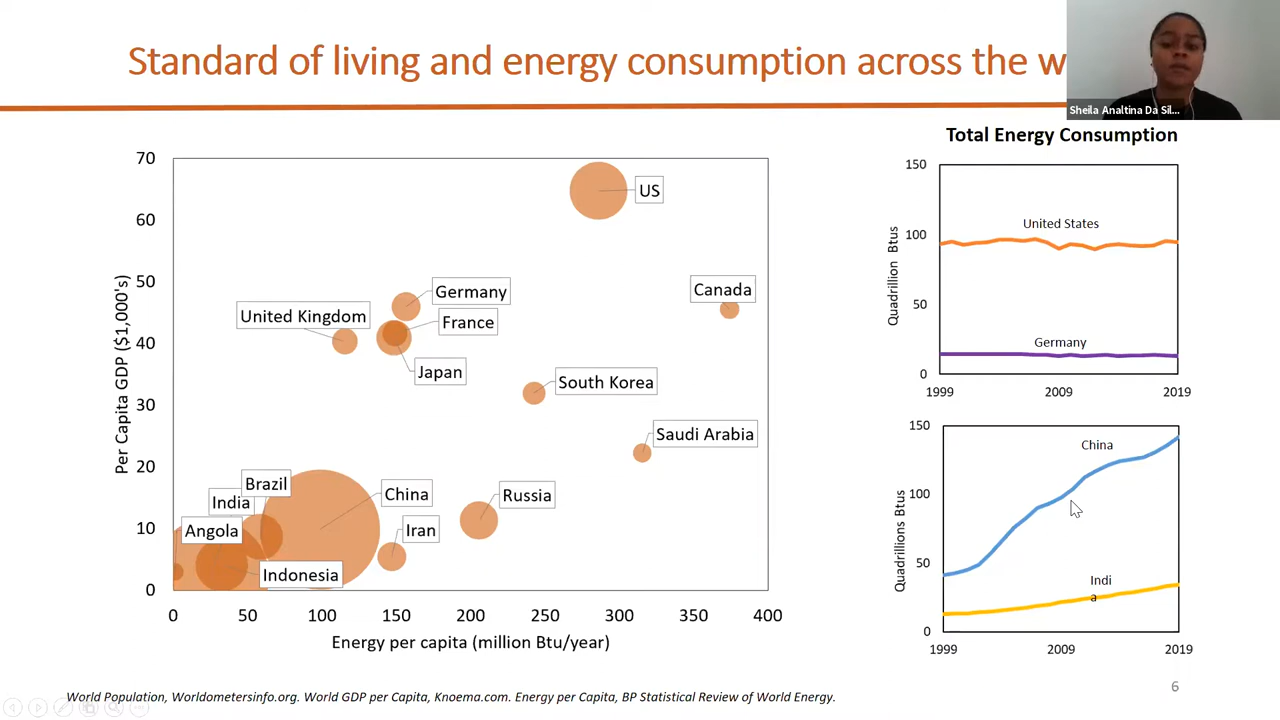 Standard of living and energy consumption across the w
Sheila Analtina Da Sil...
70
60
50
40
30
20
10
0
Per Capita GDP ($1,000's)
US
Canada
Germany
United Kingdom
France
Japan
South Korea
Saudi Arabia
Brazil
India
China
Russia
Angola
Iran
Indonesia
0 50 100 150 200 250 300 350 400
Energy per capita (million Btu/year)
Total Energy Consumption
150
100
50
0
Quadrillion Btus
United States
Germany
1999 2009 2019
150
100
50
0
Quadrillions Btus
China
Indi
a
1999 2009 2019
World Population, Worldometersinfo.org. World GDP per Capita, Knoema.com. Energy per Capita, BP Statistical Review of World Energy.
6